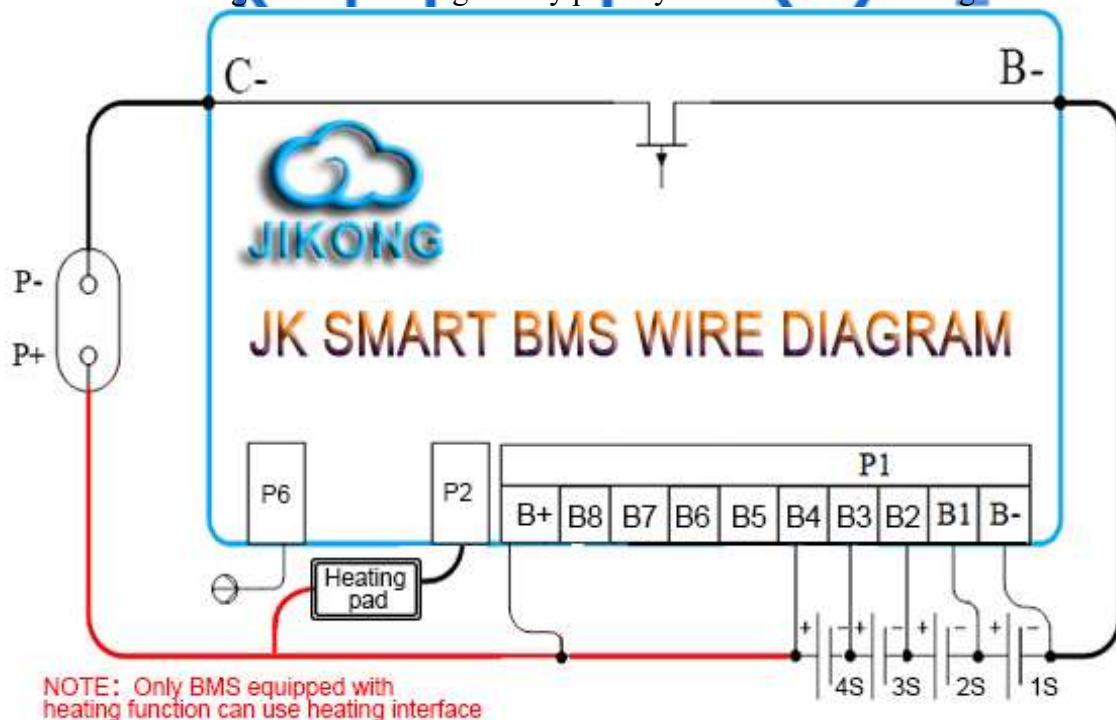 C-
B-
JIKONG
P-
P+
JK SMART BMS WIRE DIAGRAM
P1
P6
P2
B+ B8 B7 B6 B5 B4 B3 B2 B1 B-
Heating
pad
+ - + - + - + -
4S 3S 2S 1S
NOTE: Only BMS equipped with
heating function can use heating interface